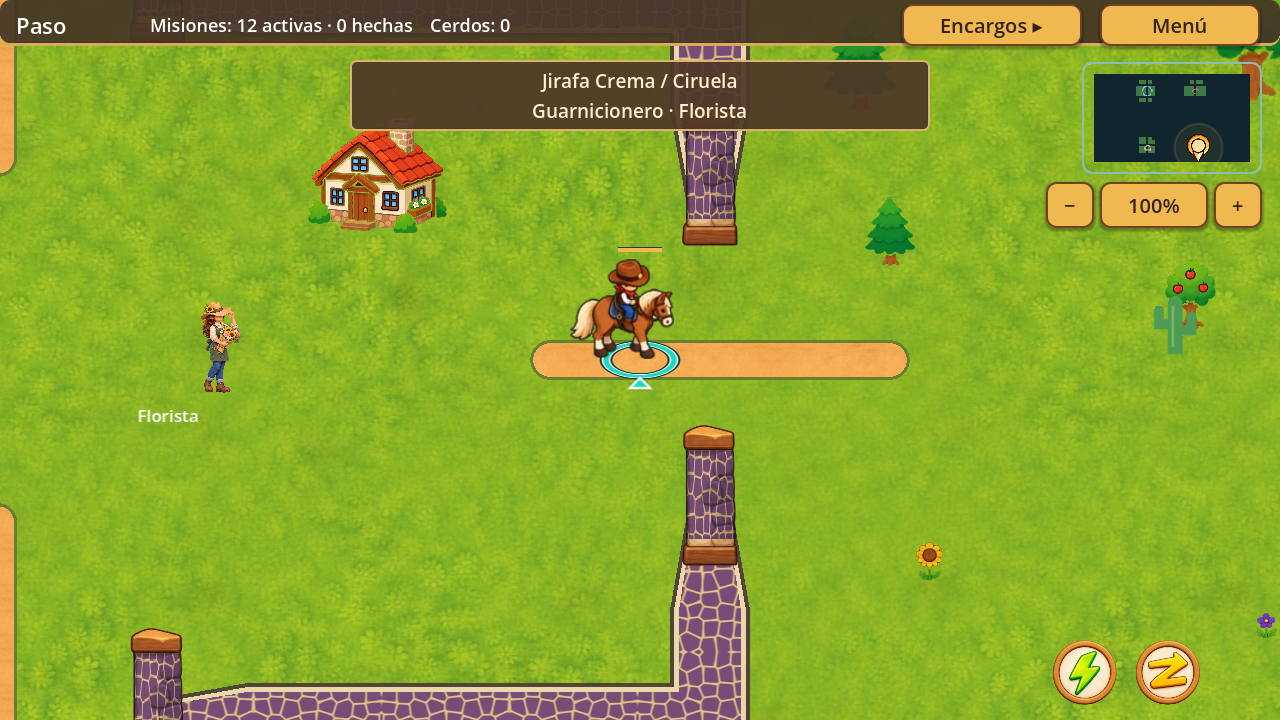 Paso
Misiones: 12 activas · 0 hechas
Cerdos: 0
Encargos ▸
Menú
Jirafa Crema / Ciruela
Guarnicionero · Florista
−
100%
+
Florista